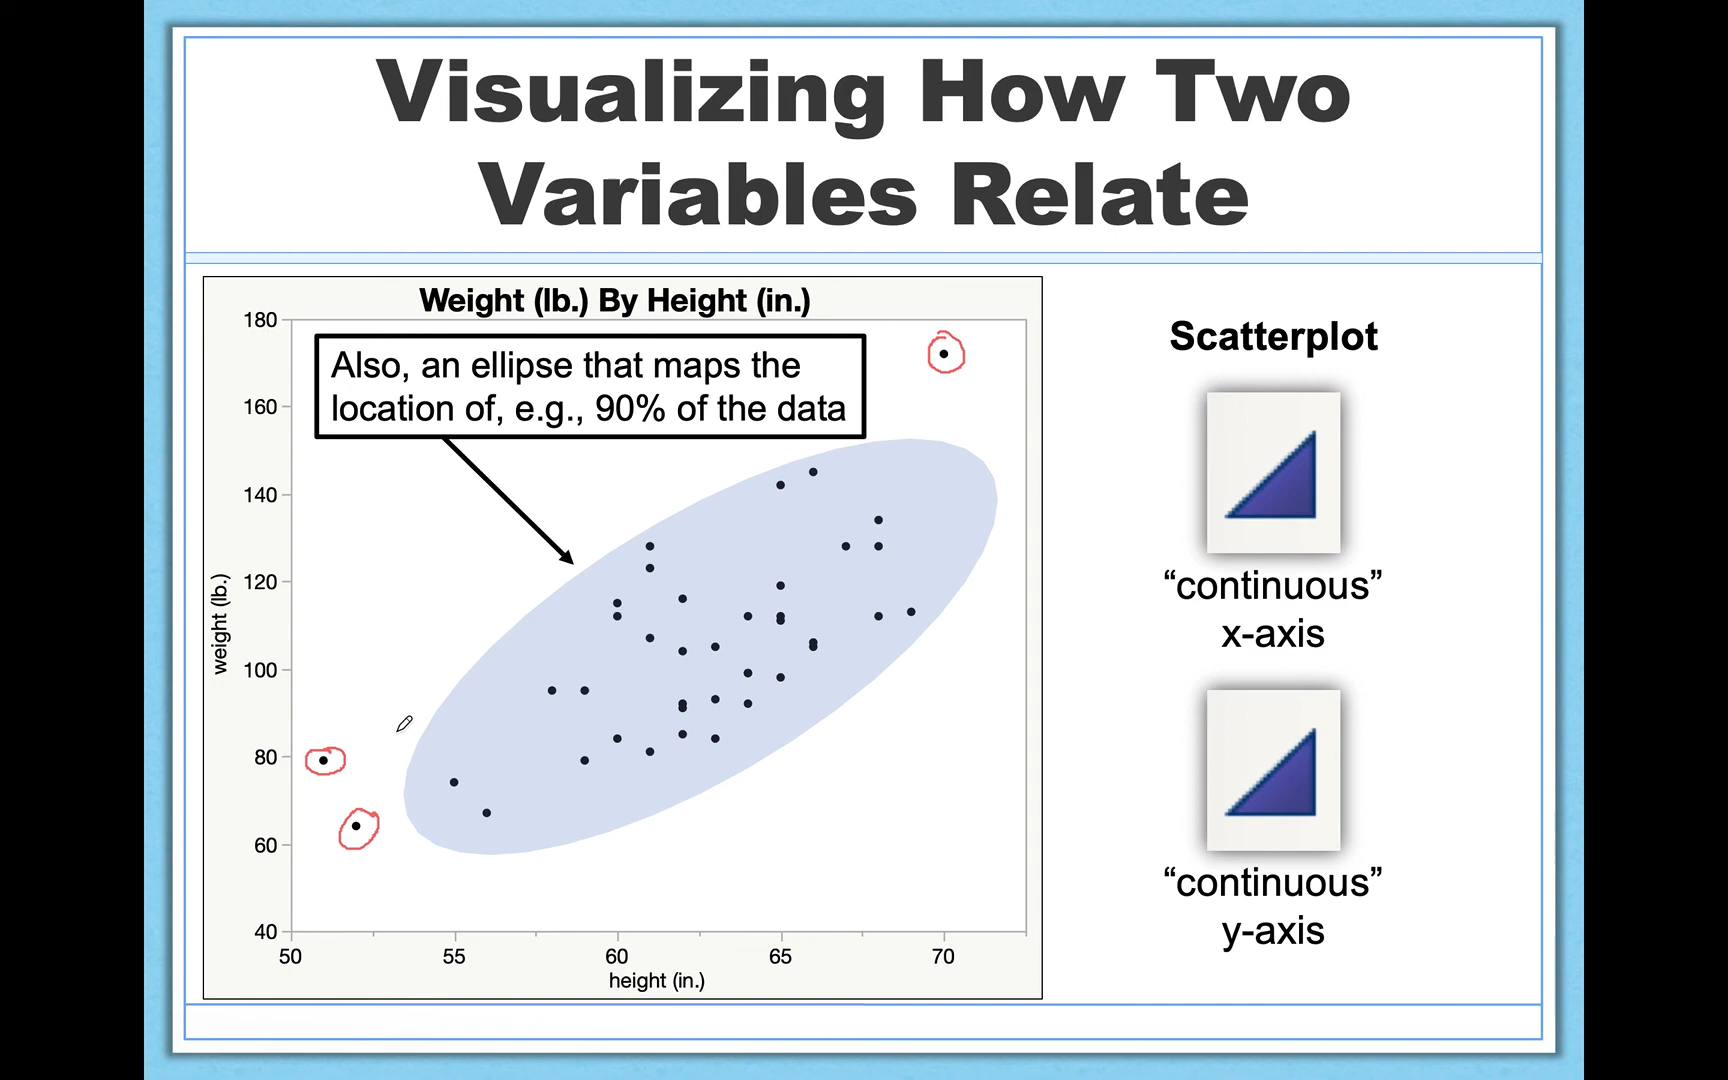 Visualizing How Two
Variables Relate
Weight (lb.) By Height (in.)
Also, an ellipse that maps the
location of, e.g., 90% of the data
180
160
140
120
100
80
60
40
weight (lb.)
50 55 60 65 70
height (in.)
Scatterplot
“continuous”
x-axis
“continuous”
y-axis